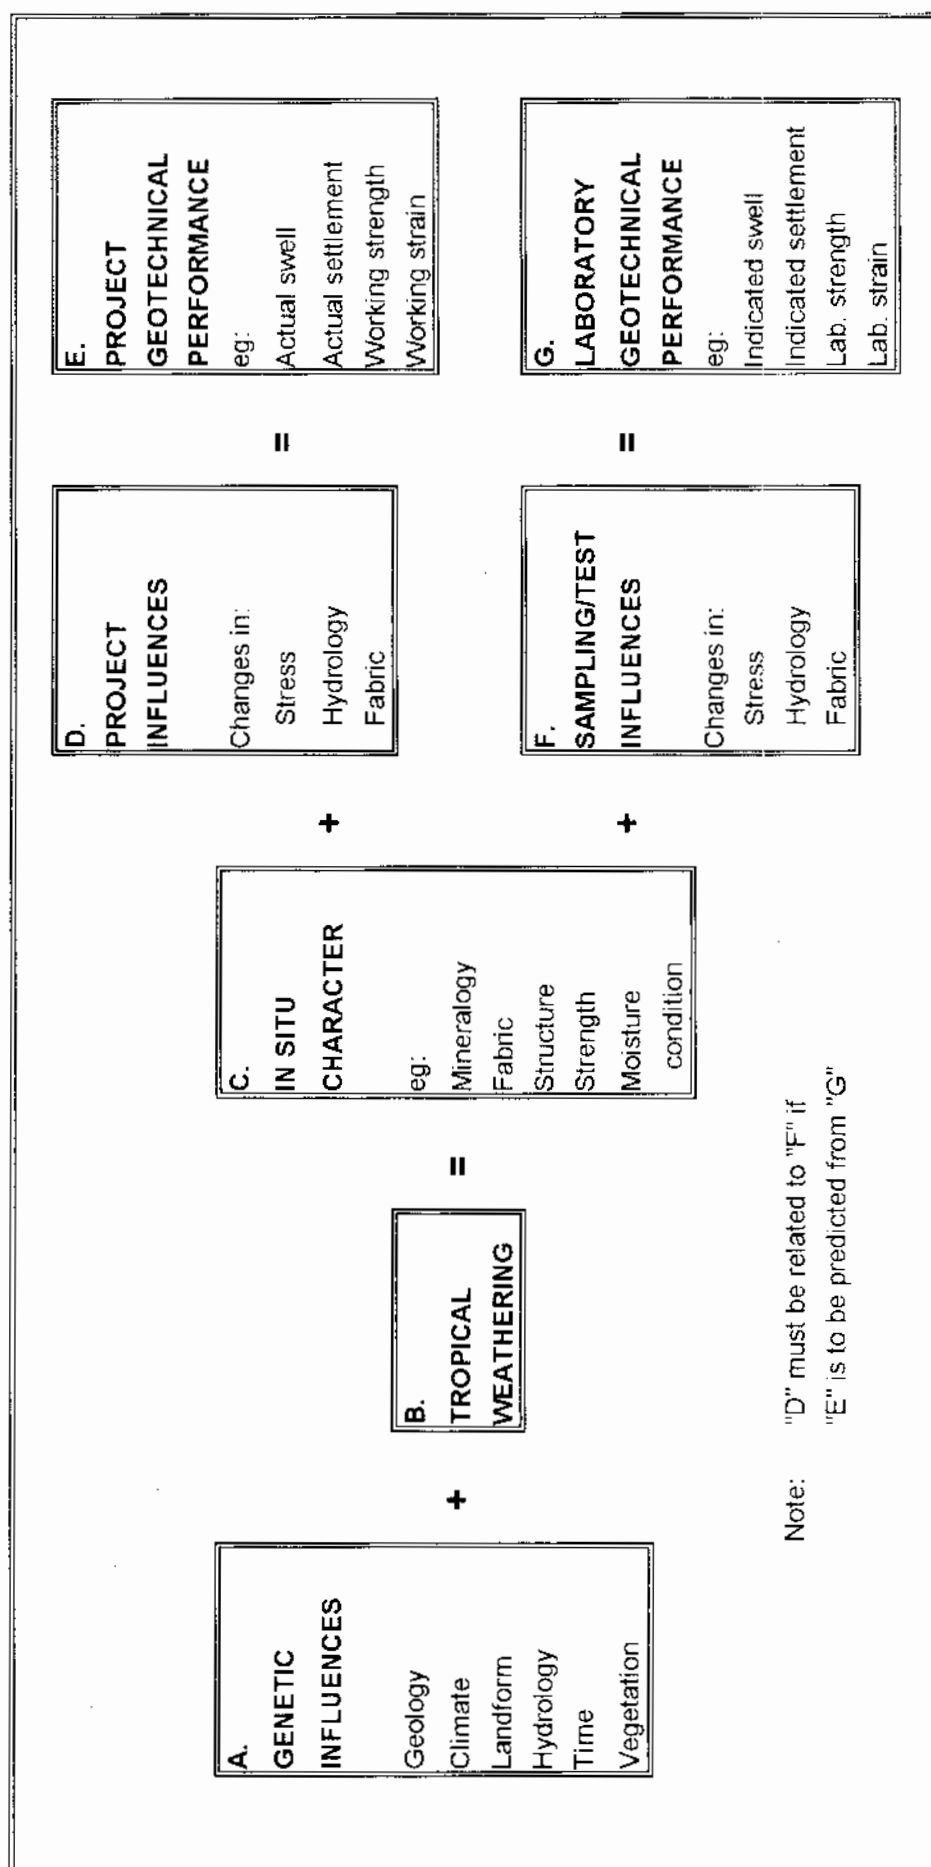 A.
GENETIC
INFLUENCES
Geology
Climate
Landform
Hydrology
Time
Vegetation
+
B.
TROPICAL
WEATHERING
=
C.
IN SITU
CHARACTER
eg:
Mineralogy
Fabric
Structure
Strength
Moisture
condition
+
D.
PROJECT
INFLUENCES
Changes in:
Stress
Hydrology
Fabric
=
E.
PROJECT
GEOTECHNICAL
PERFORMANCE
eg:
Actual swell
Actual settlement
Working strength
Working strain
+
F.
SAMPLING/TEST
INFLUENCES
Changes in:
Stress
Hydrology
Fabric
=
G.
LABORATORY
GEOTECHNICAL
PERFORMANCE
eg:
Indicated swell
Indicated settlement
Lab. strength
Lab. strain
Note: "D" must be related to "F" if
"E" is to be predicted from "G"